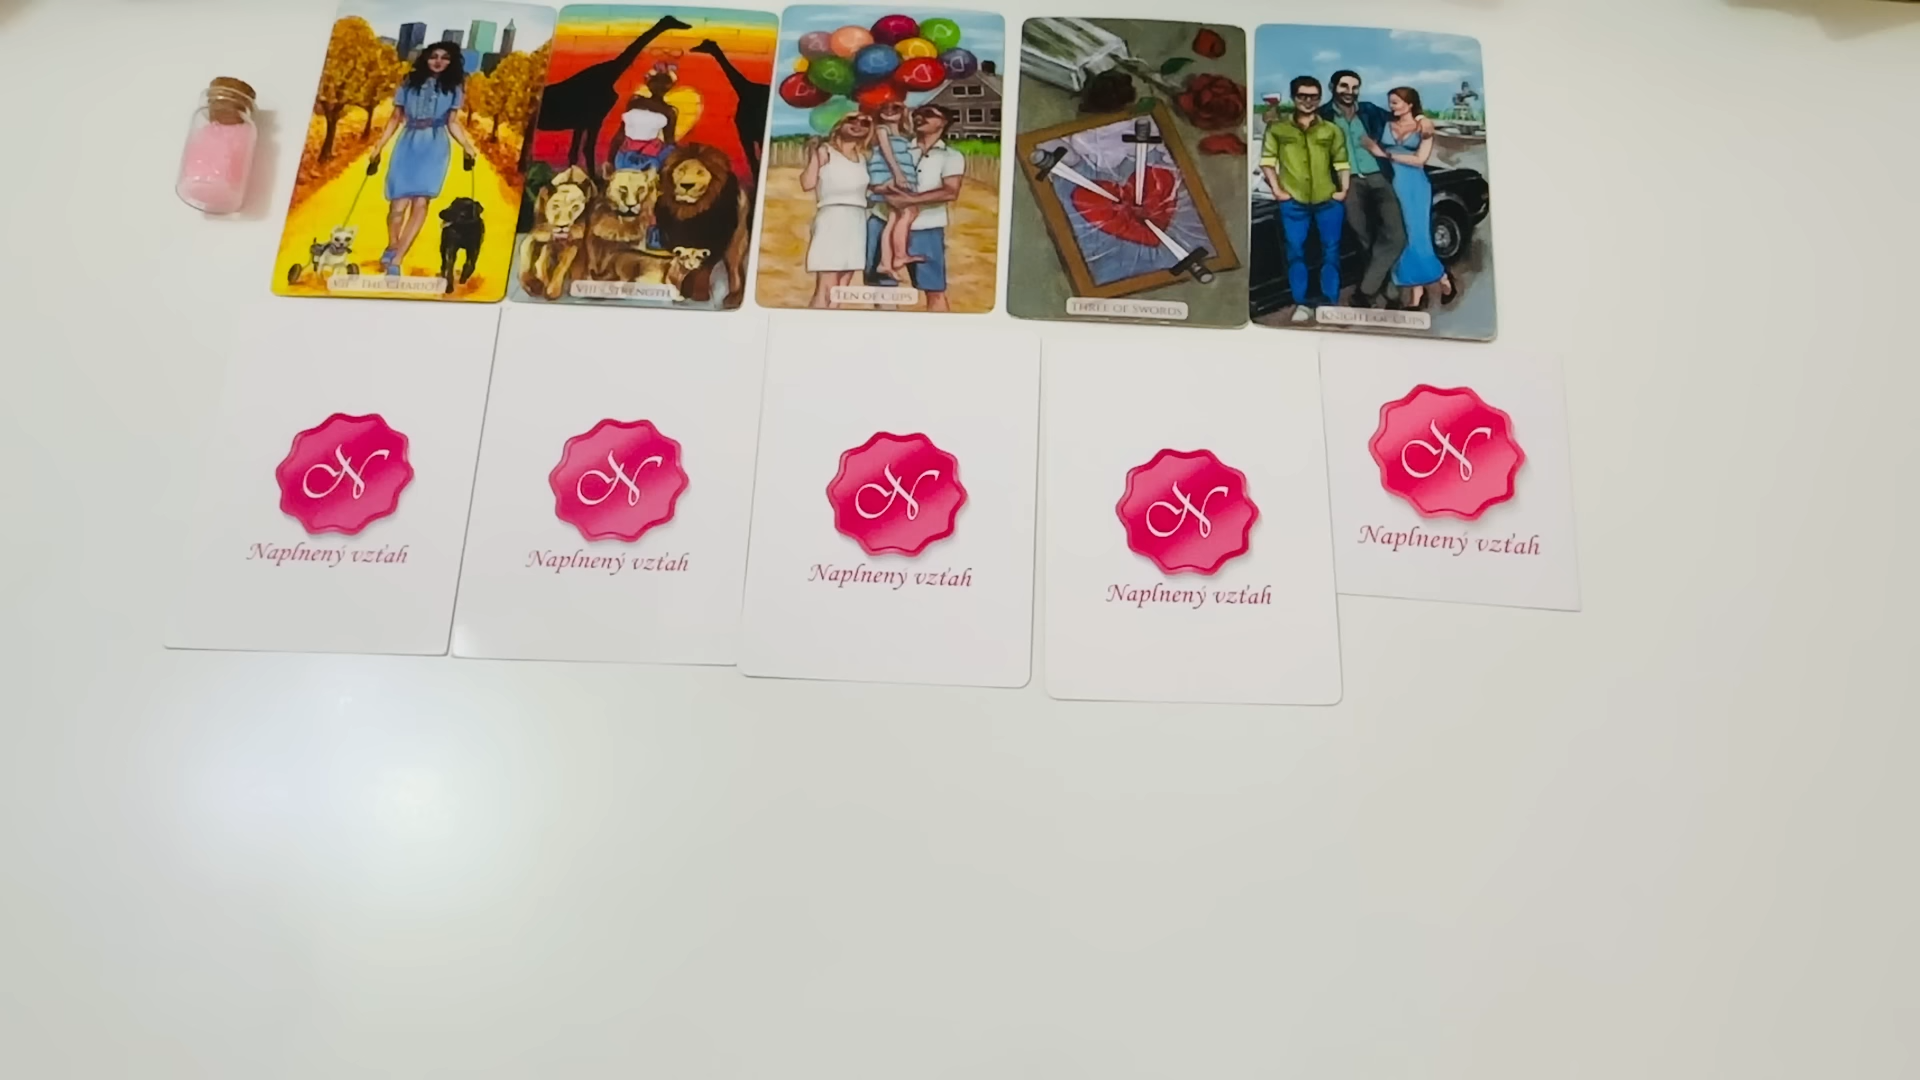 VII - THE CHARIOT
VIII - STRENGTH
TEN OF CUPS
THREE OF SWORDS
KNIGHT OF CUPS
N
Naplnený vzťah
N
Naplnený vzťah
N
Naplnený vzťah
N
Naplnený vzťah
N
Naplnený vzťah